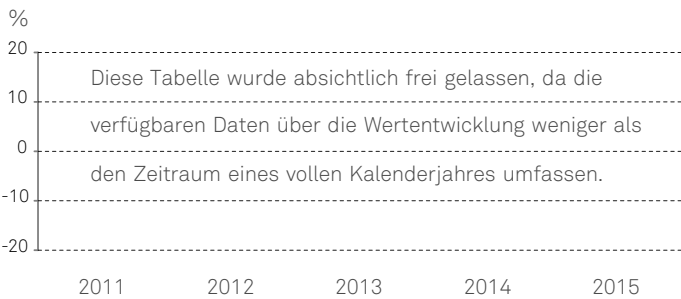 %
20
Diese Tabelle wurde absichtlich frei gelassen, da die
10
verfügbaren Daten über die Wertentwicklung weniger als
0
den Zeitraum eines vollen Kalenderjahres umfassen.
-10
-20
2011 2012 2013 2014 2015